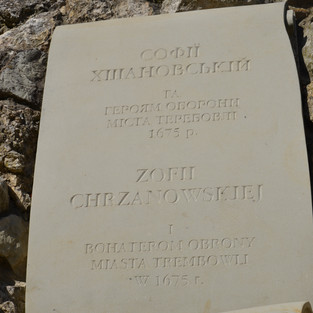 СОФІЇ
ХШАНОВСЬКІЙ
ТА
ГЕРОЯМ ОБОРОНИ
МІСТА ТЕРЕБОВЛІ
1675 р.
ZOFII
CHRZANOWSKIEJ
I
BOHATEROM OBRONY
MIASTA TREMBOWLI
W 1675 r.